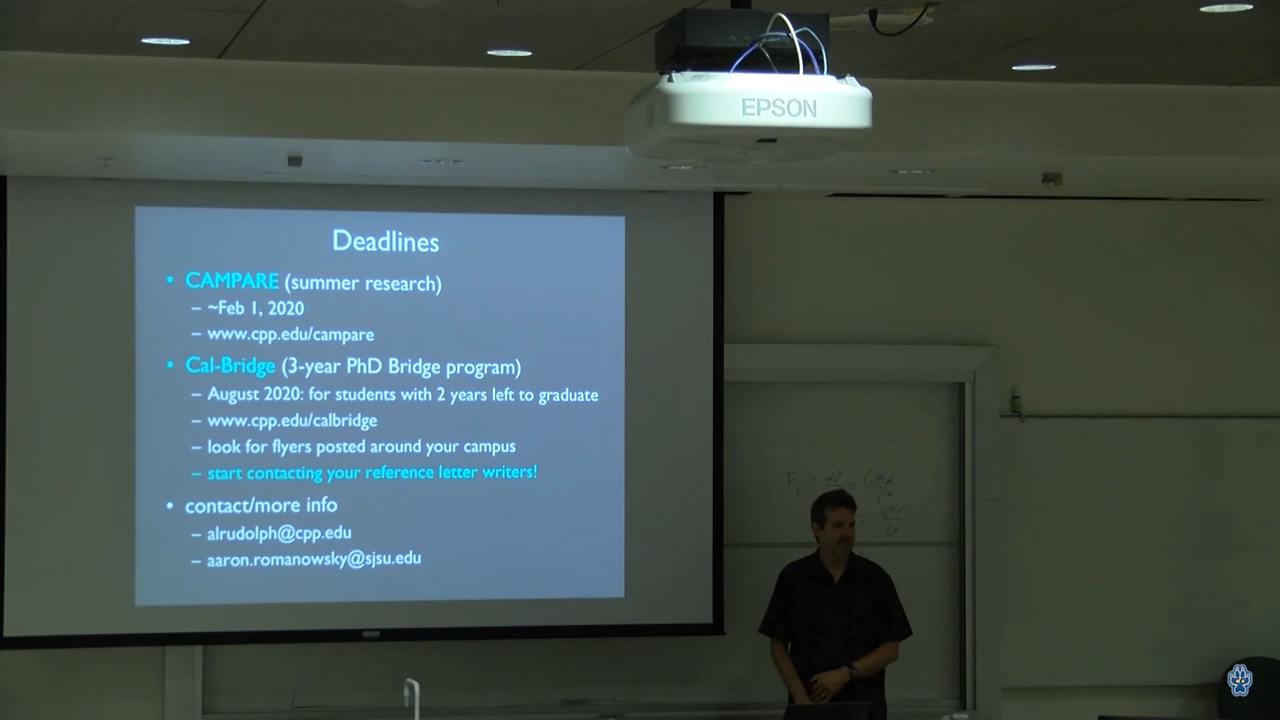 EPSON
Deadlines
• CAMPARE (summer research)
– ~Feb 1, 2020
– www.cpp.edu/campare
• Cal-Bridge (3-year PhD Bridge program)
– August 2020: for students with 2 years left to graduate
– www.cpp.edu/calbridge
– look for flyers posted around your campus
– start contacting your reference letter writers!
• contact/more info
– alrudolph@cpp.edu
– aaron.romanowsky@sjsu.edu